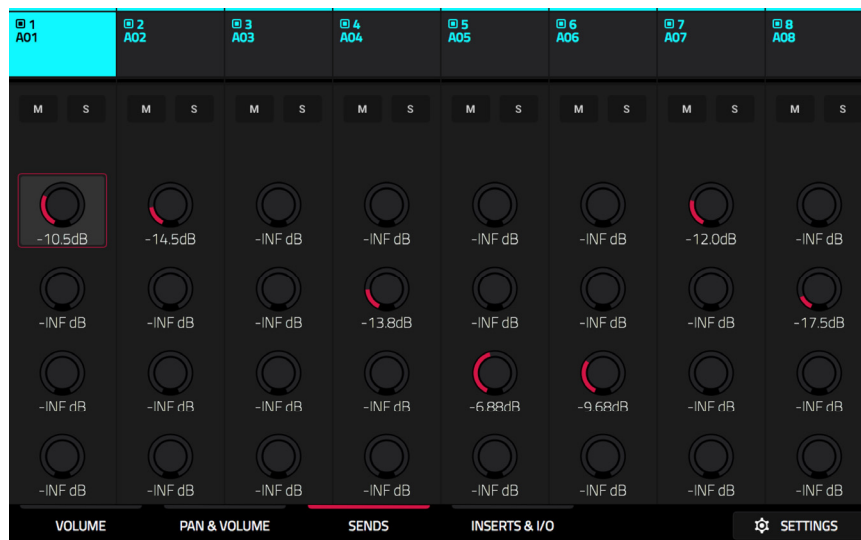 1 2 3 4 5 6 7 8
A01 A02 A03 A04 A05 A06 A07 A08
M S M S M S M S M S M S M S M S
-10.5dB -14.5dB -INF dB -INF dB -INF dB -INF dB -12.0dB -INF dB
-INF dB -INF dB -INF dB -13.8dB -INF dB -INF dB -INF dB -17.5dB
-INF dB -INF dB -INF dB -INF dB -6.88dB -9.68dB -INF dB -INF dB
-INF dB -INF dB -INF dB -INF dB -INF dB -INF dB -INF dB -INF dB
VOLUME PAN & VOLUME SENDS INSERTS & I/O SETTINGS